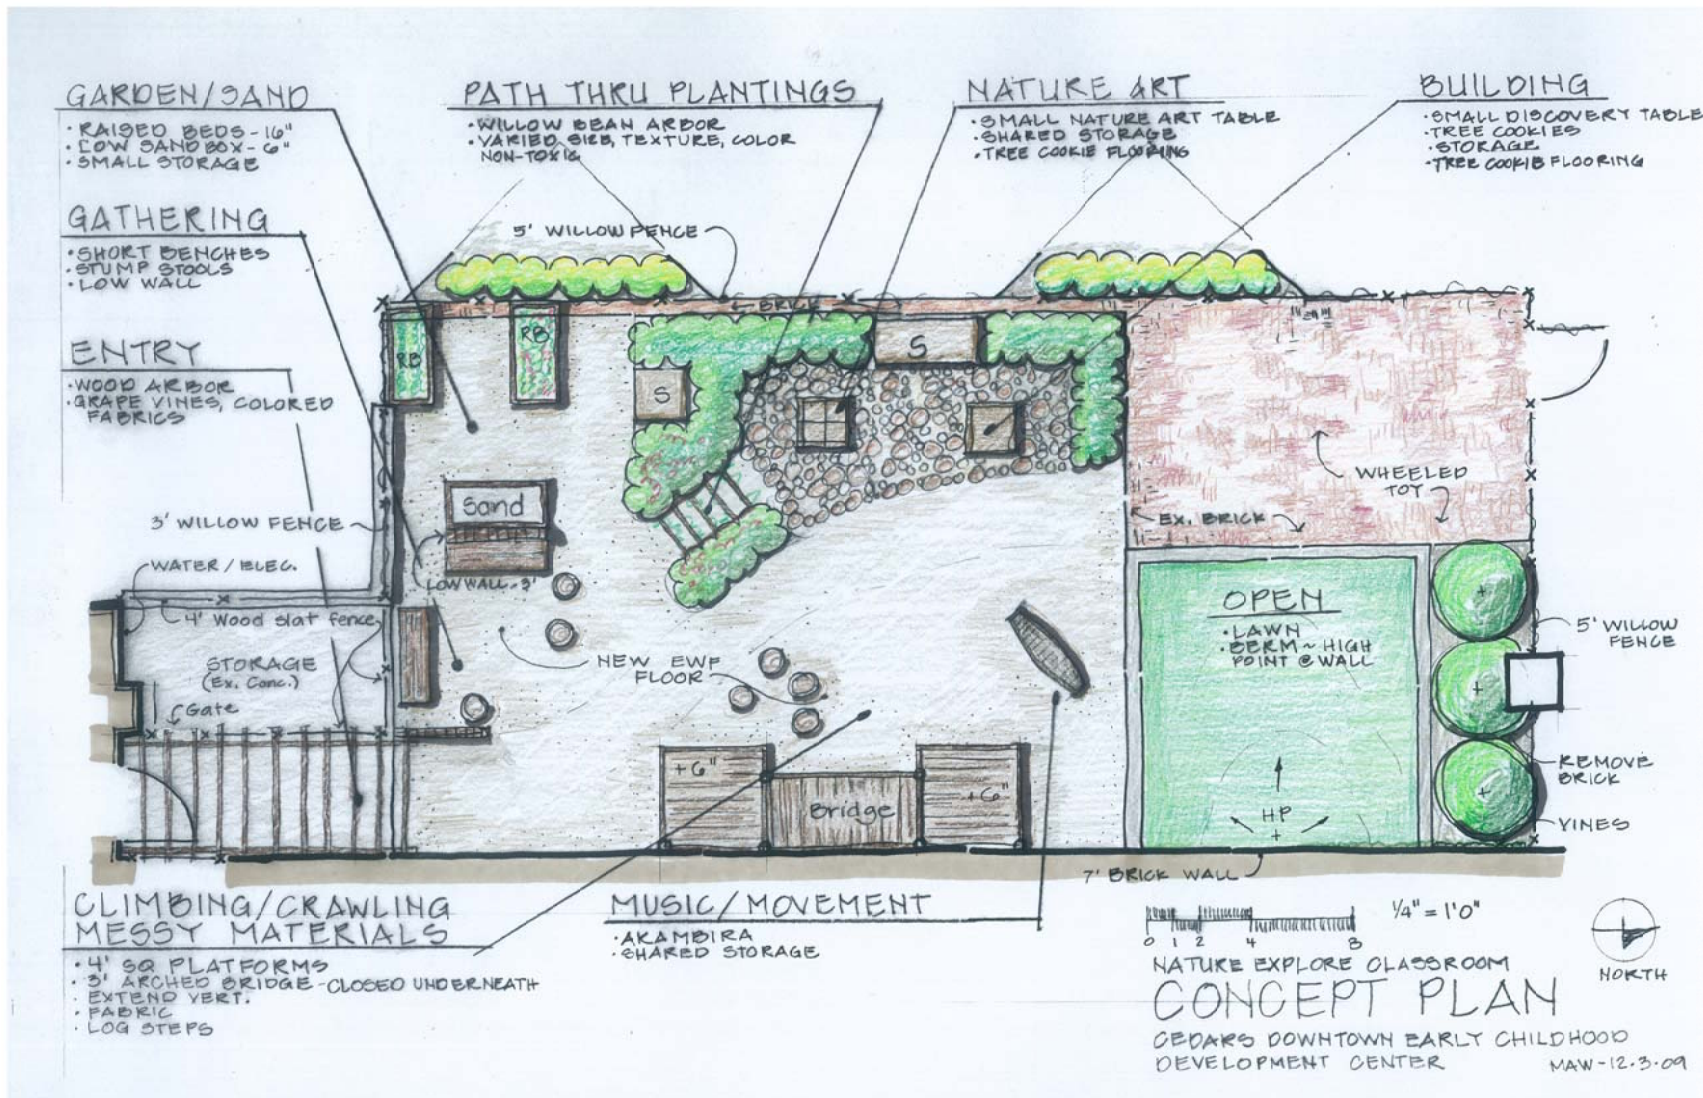 GARDEN/SAND
• RAISED BEDS - 16"
• LOW SANDBOX - 6"
• SMALL STORAGE
PATH THRU PLANTINGS
• WILLOW BEAN ARBOR
• VARIED SIZE, TEXTURE, COLOR
NON-TOXIC
NATURE ART
• SMALL NATURE ART TABLE
• SHARED STORAGE
• TREE COOKIE FLOORING
BUILDING
• SMALL DISCOVERY TABLE
• TREE COOKIES
• STORAGE
• TREE COOKIE FLOORING
GATHERING
• SHORT BENCHES
• STUMP STOOLS
• LOW WALL
5' WILLOW FENCE
BRICK
RB
RB
S
S
ENTRY
• WOOD ARBOR
• GRAPE VINES, COLORED
FABRICS
WHEELED
TOY
Sand
3' WILLOW FENCE
EX. BRICK
WATER / ELEC.
LOW WALL - 3'
4' Wood slat fence
OPEN
• LAWN
• BERM ~ HIGH
POINT @ WALL
5' WILLOW
FENCE
STORAGE
(Ex. Conc.)
NEW EWF
FLOOR
Gate
+6"
Bridge
+6"
HP
REMOVE
BRICK
VINES
7' BRICK WALL
CLIMBING/CRAWLING
MESSY MATERIALS
• 4' SQ PLATFORMS
• 3' ARCHED BRIDGE - CLOSED UNDERNEATH
• EXTEND VERT.
• FABRIC
• LOG STEPS
MUSIC/MOVEMENT
• AKAMBIRA
• SHARED STORAGE
1/4" = 1'0"
0 1 2 4 8
NORTH
NATURE EXPLORE CLASSROOM
CONCEPT PLAN
CEDARS DOWNTOWN EARLY CHILDHOOD
DEVELOPMENT CENTER
MAW - 12.3.09